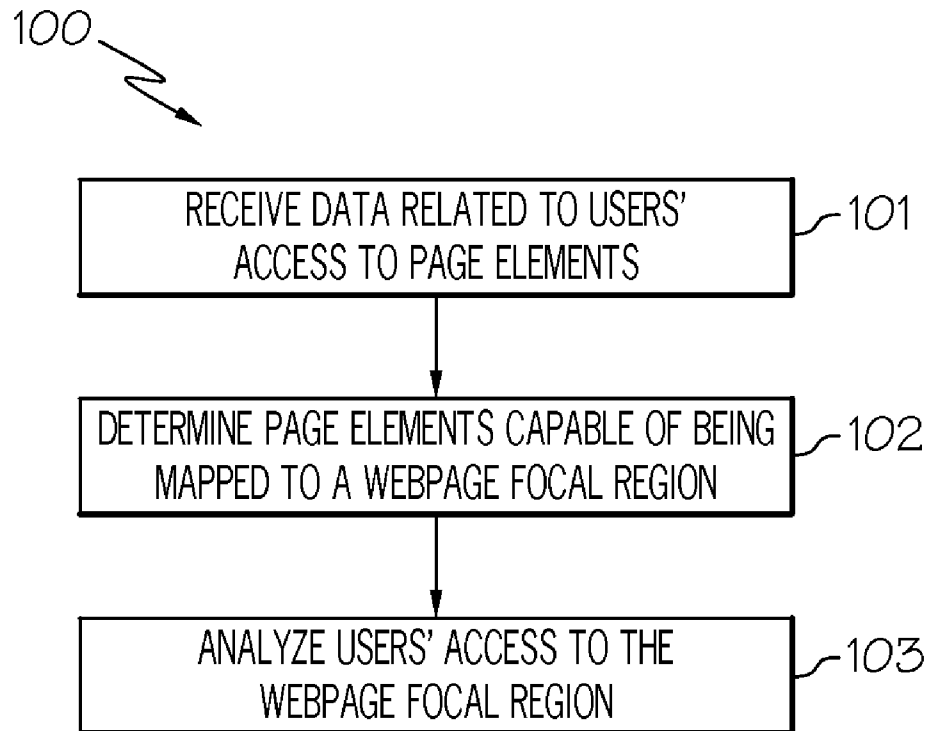 100
RECEIVE DATA RELATED TO USERS'
ACCESS TO PAGE ELEMENTS
101
DETERMINE PAGE ELEMENTS CAPABLE OF BEING
MAPPED TO A WEBPAGE FOCAL REGION
102
ANALYZE USERS' ACCESS TO THE
WEBPAGE FOCAL REGION
103